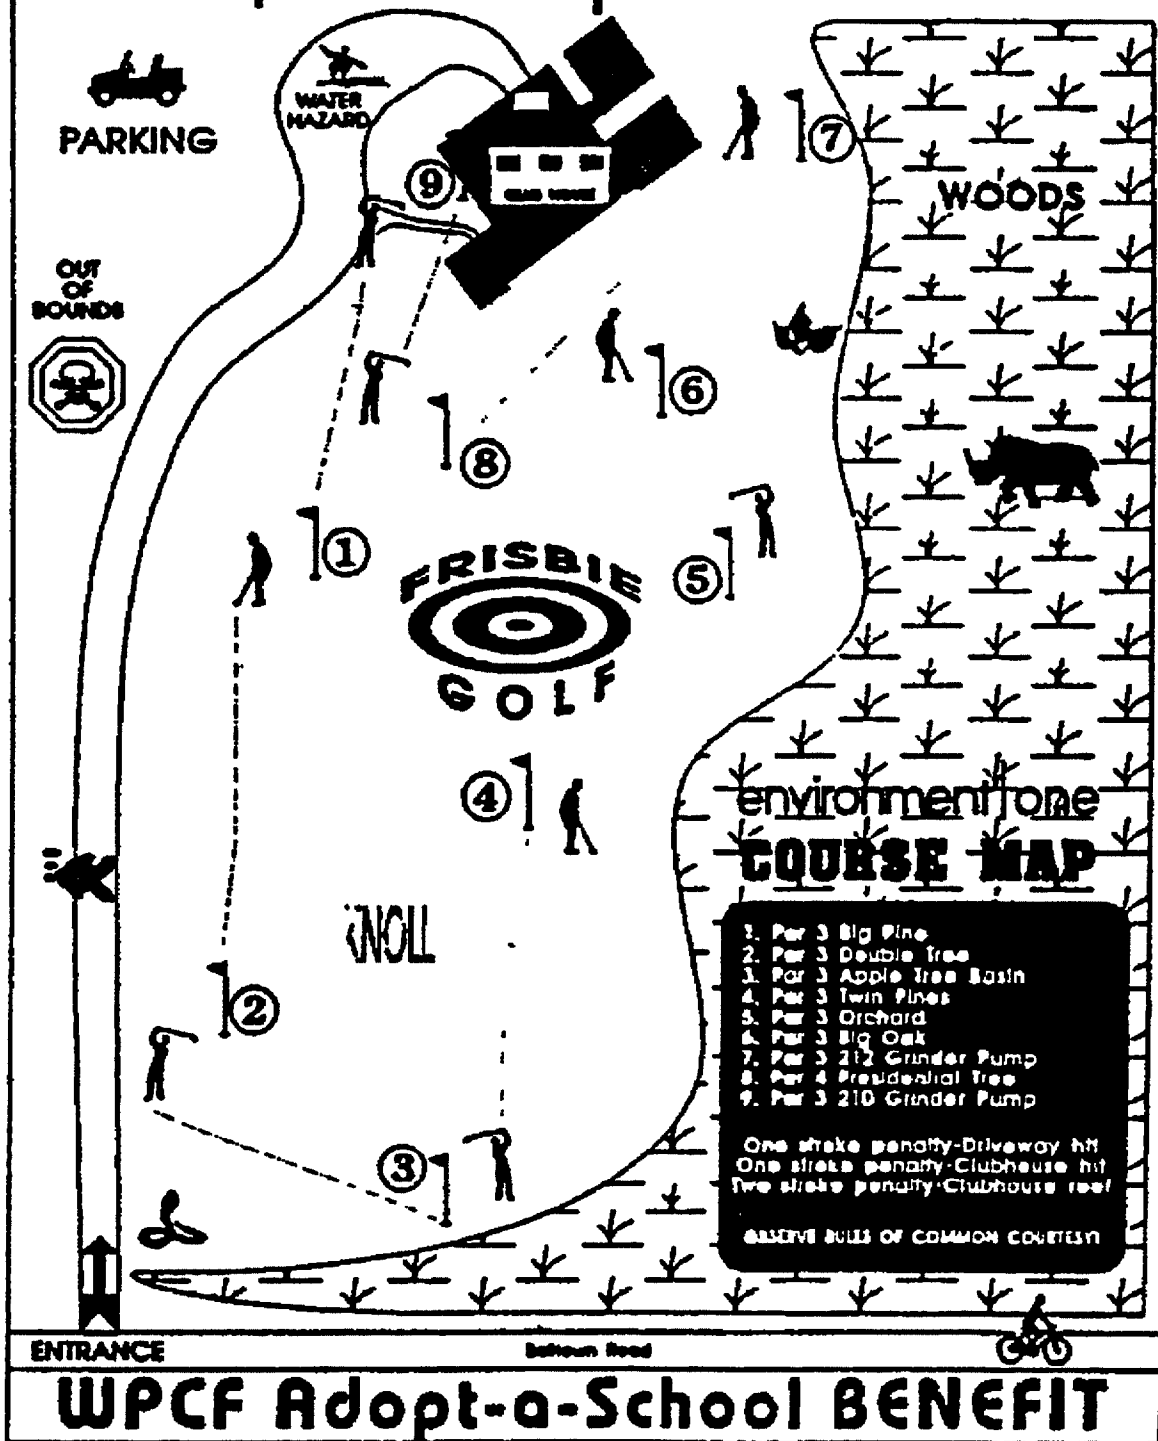 PARKING
WATER
HAZARD
9
7
WOODS
OUT
OF
BOUNDS
6
8
1
5
FRISBIE
GOLF
4
environment one
COURSE MAP
KNOLL
2
3
1. Par 3 Big Pine
2. Par 3 Double Tree
3. Par 3 Apple Tree Basin
4. Par 3 Twin Pines
5. Par 3 Orchard
6. Par 3 Big Oak
7. Par 3 212 Grinder Pump
8. Par 4 Presidential Tree
9. Par 3 210 Grinder Pump
One stroke penalty-Driveway hit
One stroke penalty-Clubhouse hit
Two stroke penalty-Clubhouse roof
OBSERVE RULES OF COMMON COURTESY!
ENTRANCE
Road
WPCF Adopt-a-School BENEFIT